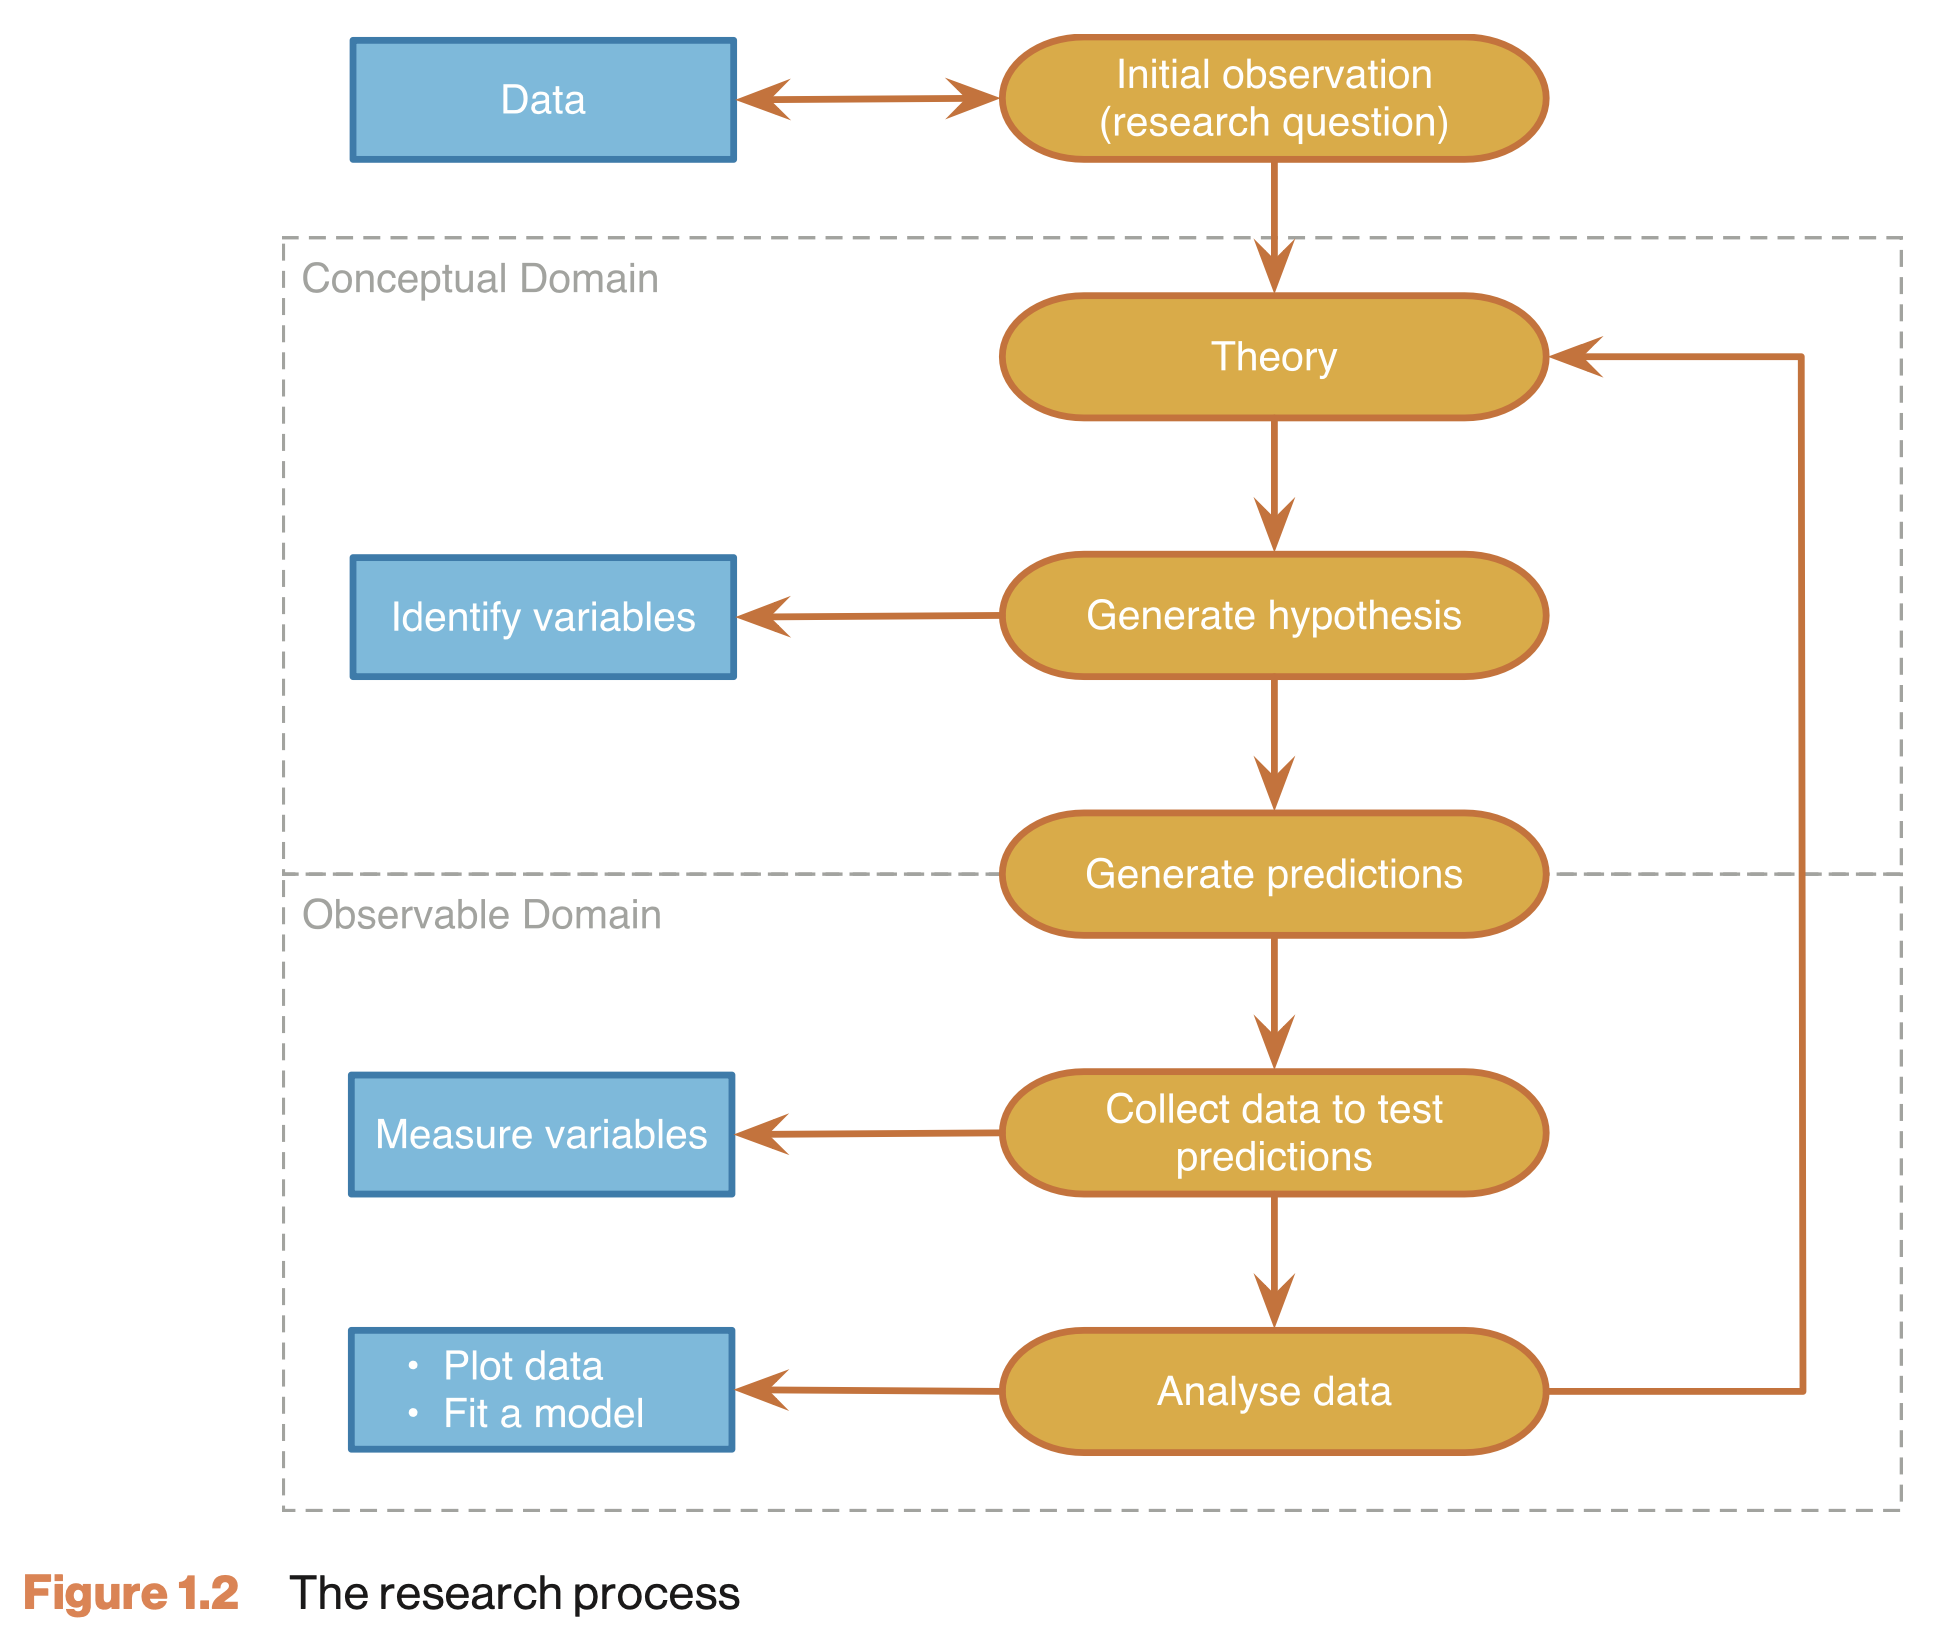 Data
Initial observation
(research question)
Conceptual Domain
Theory
Identify variables
Generate hypothesis
Generate predictions
Observable Domain
Measure variables
Collect data to test
predictions
• Plot data
• Fit a model
Analyse data
Figure 1.2 The research process